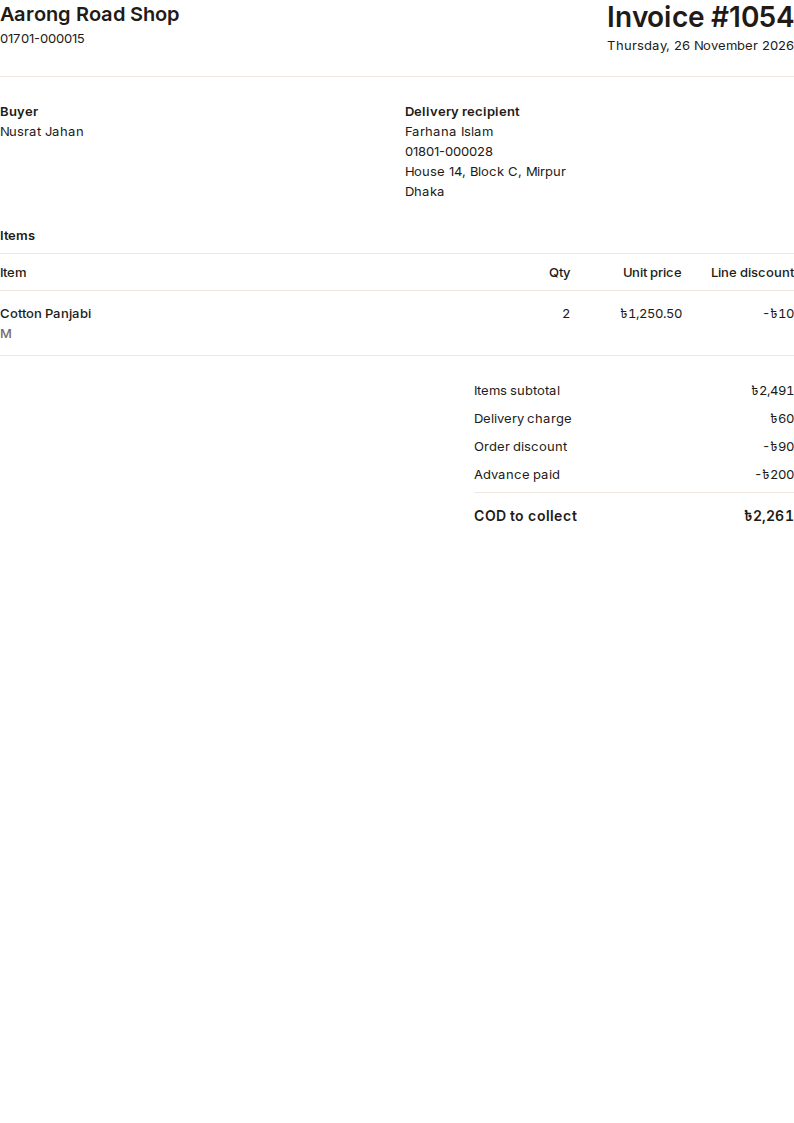 Aarong Road Shop
01701-000015
Invoice #1054
Thursday, 26 November 2026
Buyer
Nusrat Jahan
Delivery recipient
Farhana Islam
01801-000028
House 14, Block C, Mirpur
Dhaka
Items
Item Qty Unit price Line discount
Cotton Panjabi 2 ৳1,250.50 -৳10
M
Items subtotal ৳2,491
Delivery charge ৳60
Order discount -৳90
Advance paid -৳200
COD to collect ৳2,261